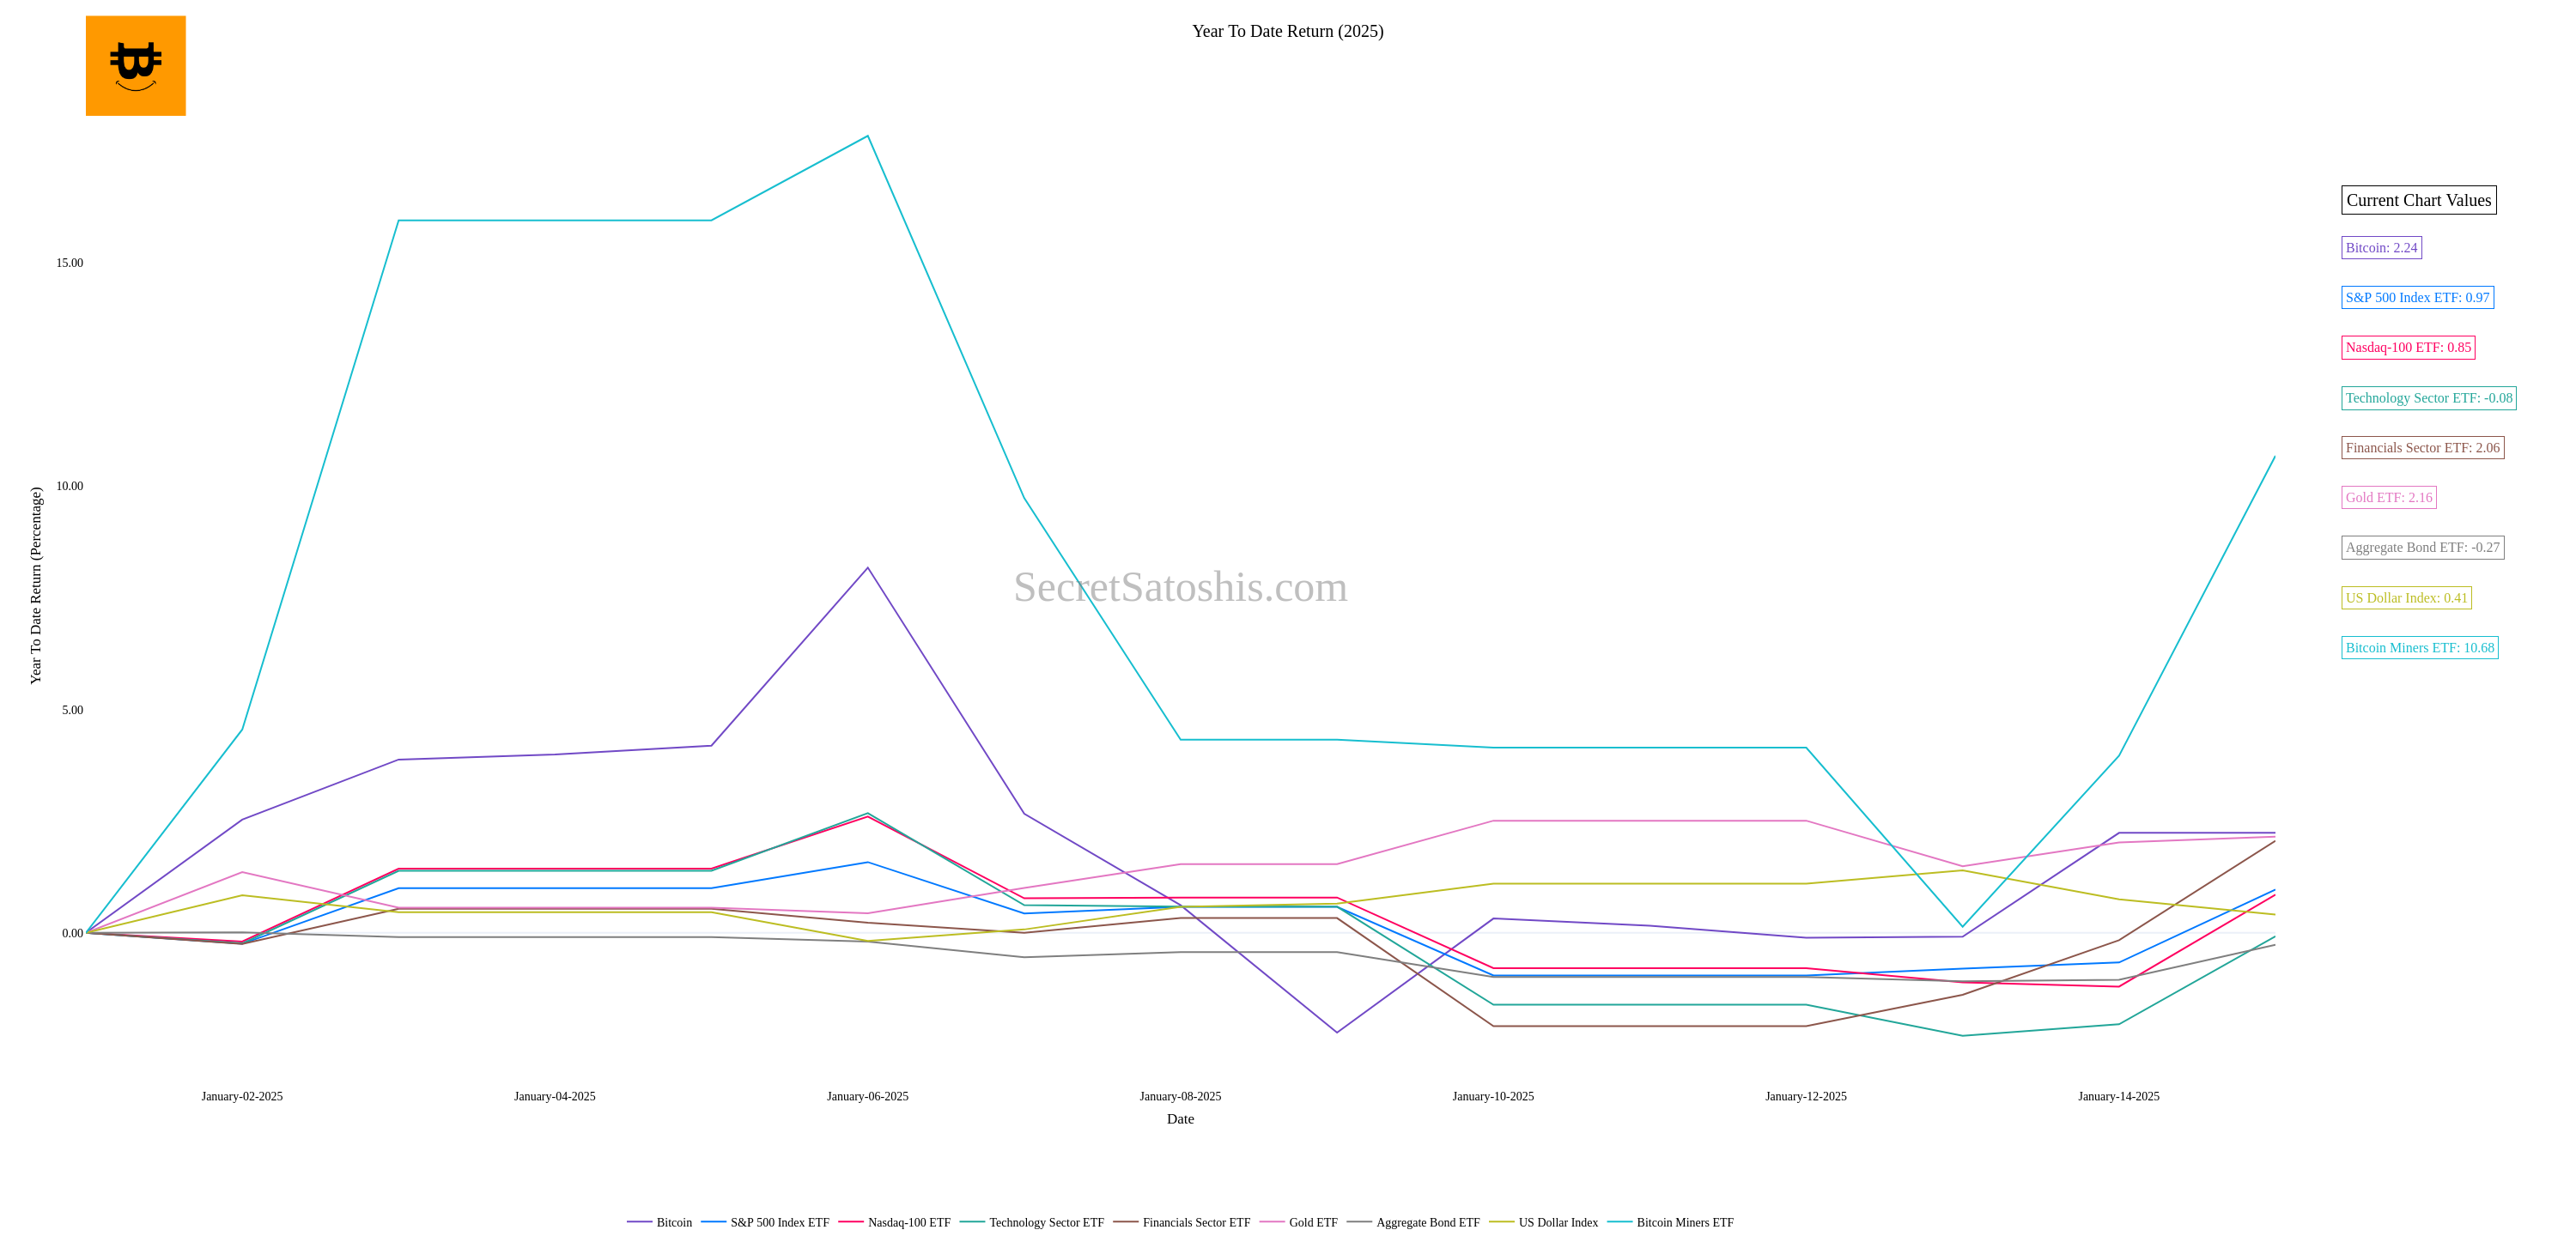 Year To Date Return (2025)
15.00
10.00
5.00
0.00
Year To Date Return (Percentage)
SecretSatoshis.com
Current Chart Values
Bitcoin: 2.24
S&P 500 Index ETF: 0.97
Nasdaq-100 ETF: 0.85
Technology Sector ETF: -0.08
Financials Sector ETF: 2.06
Gold ETF: 2.16
Aggregate Bond ETF: -0.27
US Dollar Index: 0.41
Bitcoin Miners ETF: 10.68
January-02-2025 January-04-2025 January-06-2025 January-08-2025 January-10-2025 January-12-2025 January-14-2025
Date
Bitcoin S&P 500 Index ETF Nasdaq-100 ETF Technology Sector ETF Financials Sector ETF Gold ETF Aggregate Bond ETF US Dollar Index Bitcoin Miners ETF